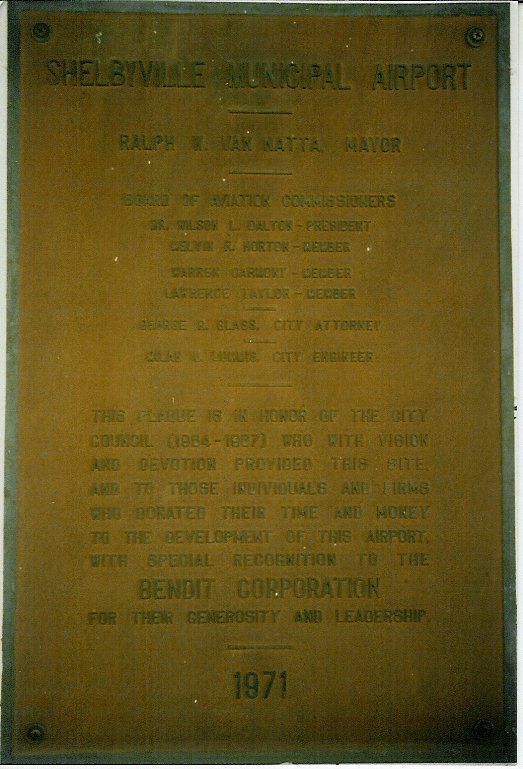 SHELBYVILLE MUNICIPAL AIRPORT
RALPH W. VAN NATTA, MAYOR
BOARD OF AVIATION COMMISSIONERS
DR. WILSON L. DALTON - PRESIDENT
MELVIN R. HORTON - MEMBER
WARREN CARMONY - MEMBER
LAWRENCE TAYLOR - MEMBER
GEORGE R. GLASS, CITY ATTORNEY
LOOMIS, CITY ENGINEER
THIS PLAQUE IS IN HONOR OF THE CITY
COUNCIL (1964-1967) WHO WITH VISION
AND DEVOTION PROVIDED THIS SITE,
AND TO THOSE INDIVIDUALS AND FIRMS
WHO DONATED THEIR TIME AND MONEY
TO THE DEVELOPMENT OF THIS AIRPORT,
WITH SPECIAL RECOGNITION TO THE
BENDIT CORPORATION
FOR THEIR GENEROSITY AND LEADERSHIP.
1971